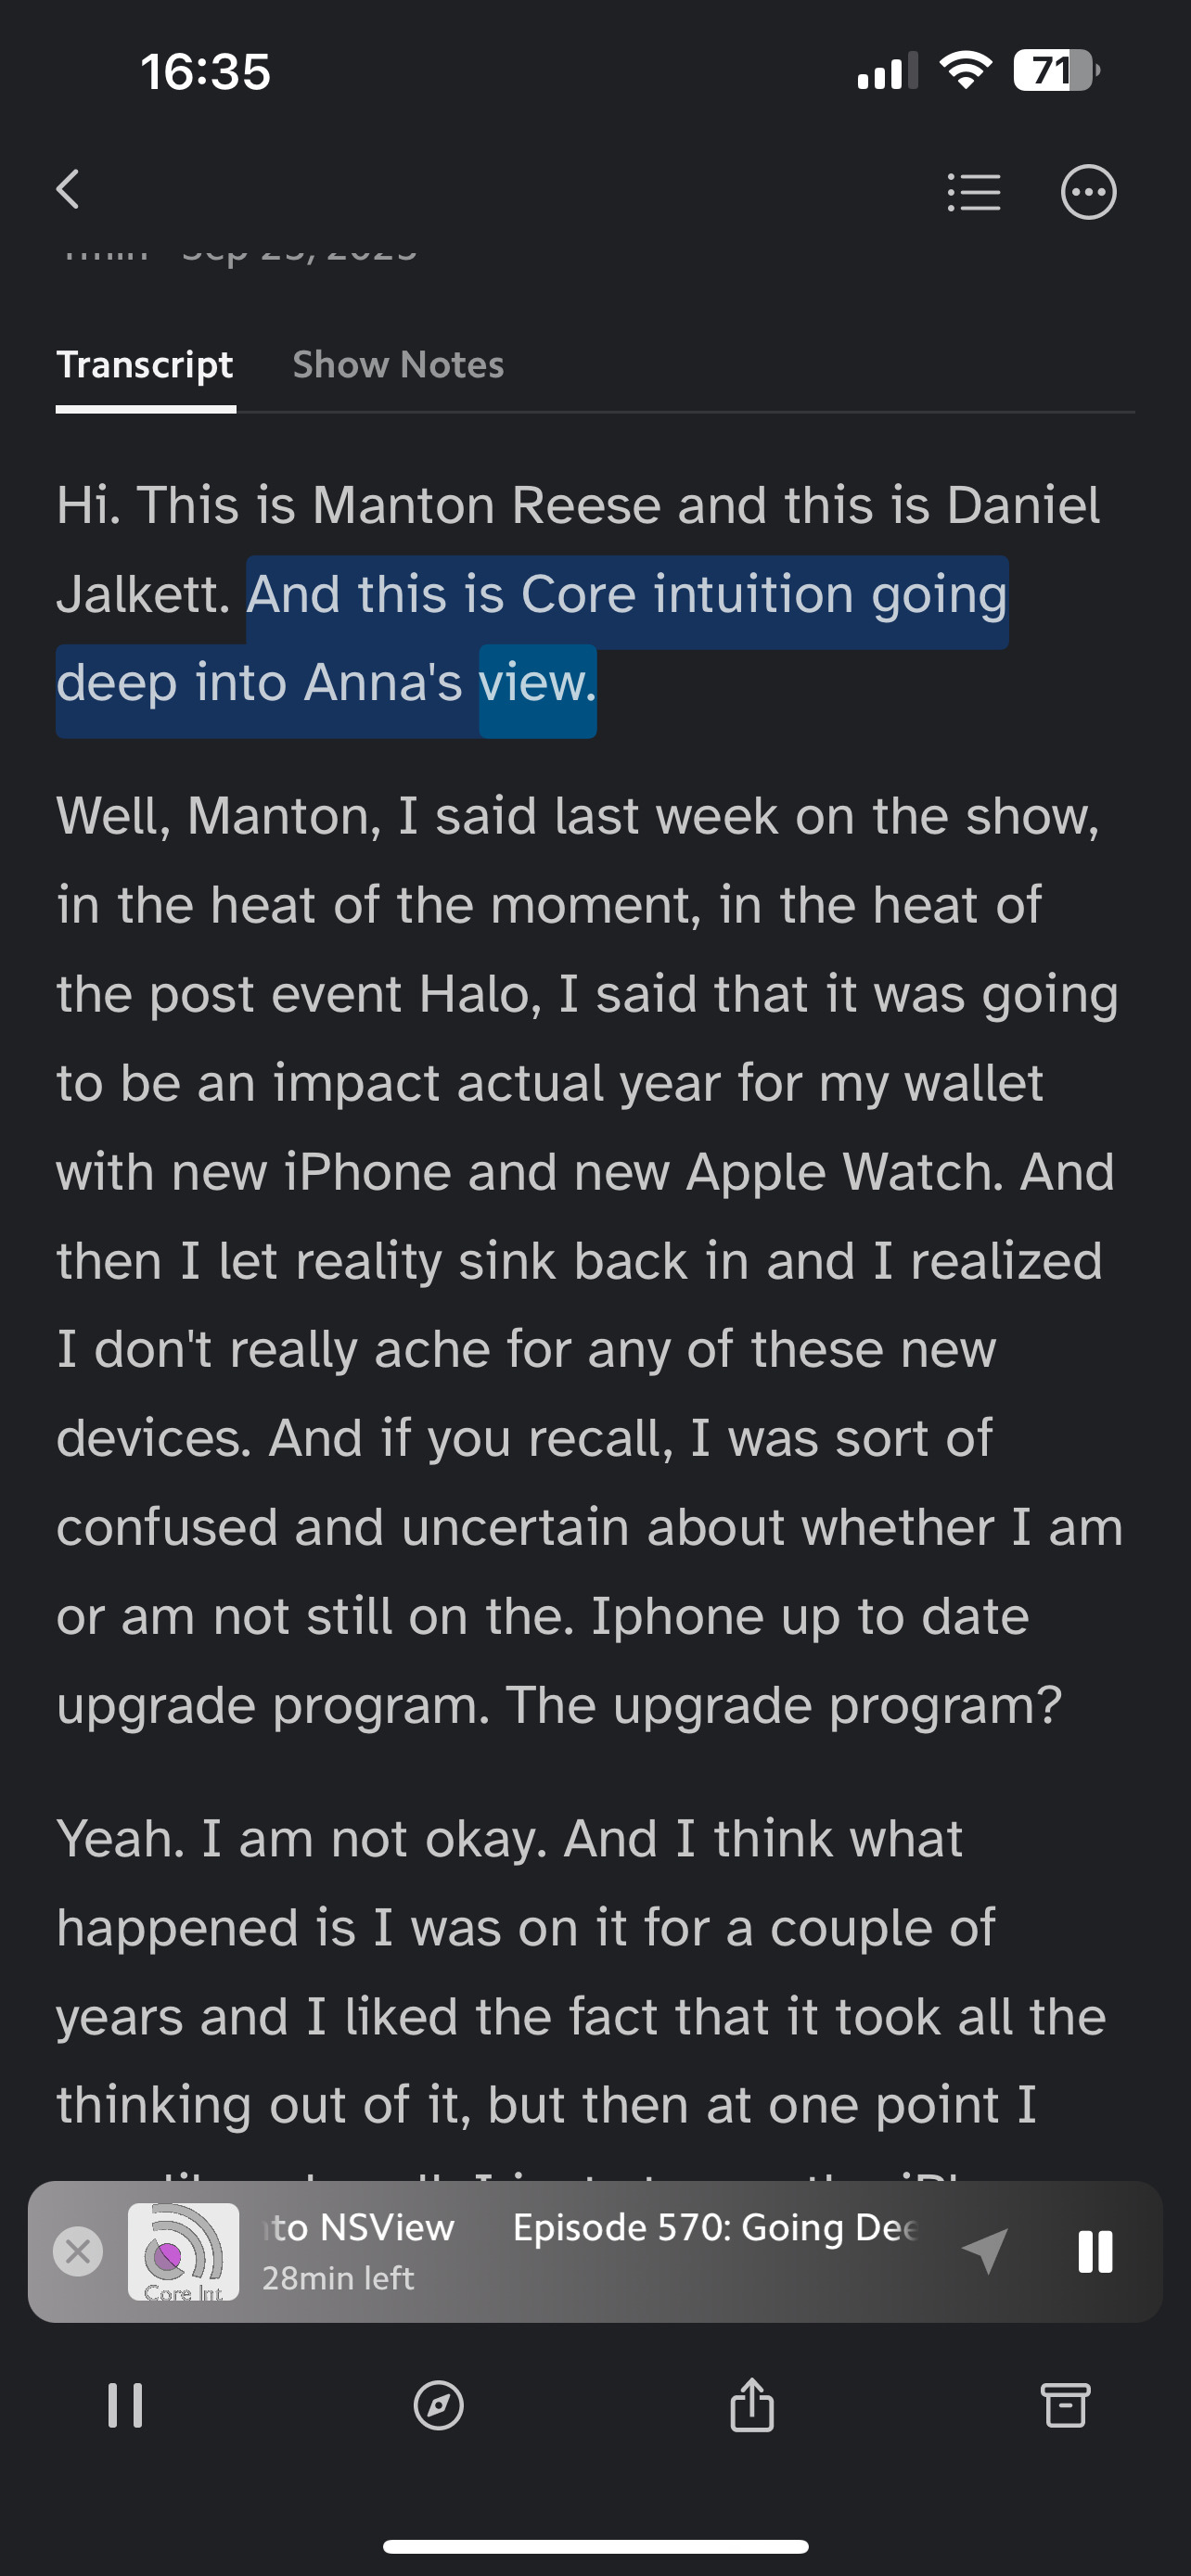 16:35
71
Transcript Show Notes
Hi. This is Manton Reese and this is Daniel
Jalkett. And this is Core intuition going
deep into Anna's view.
Well, Manton, I said last week on the show,
in the heat of the moment, in the heat of
the post event Halo, I said that it was going
to be an impact actual year for my wallet
with new iPhone and new Apple Watch. And
then I let reality sink back in and I realized
I don't really ache for any of these new
devices. And if you recall, I was sort of
confused and uncertain about whether I am
or am not still on the. Iphone up to date
upgrade program. The upgrade program?
Yeah. I am not okay. And I think what
happened is I was on it for a couple of
years and I liked the fact that it took all the
thinking out of it, but then at one point I
to NSView Episode 570: Going Dee
28min left
Core Int